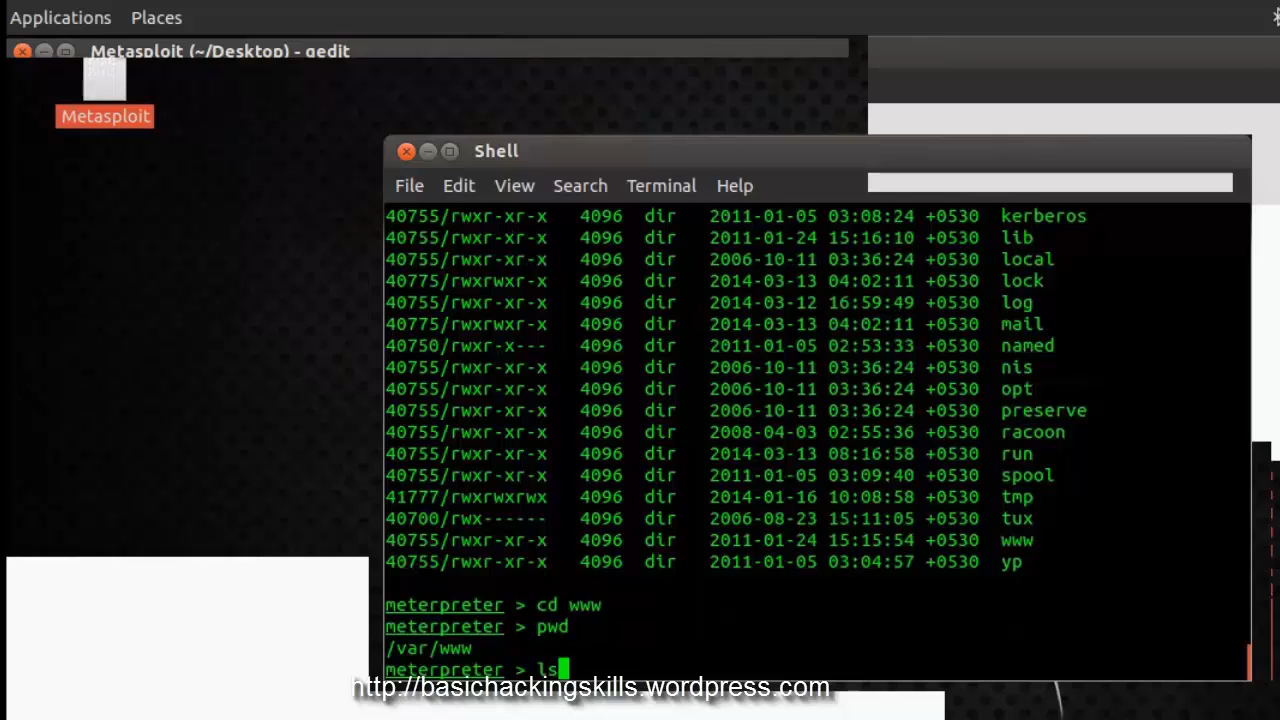 Applications Places
Metasploit (~/Desktop) - gedit
Metasploit
Shell
File Edit View Search Terminal Help
40755/rwxr-xr-x 4096 dir 2011-01-05 03:08:24 +0530 kerberos
40755/rwxr-xr-x 4096 dir 2011-01-24 15:16:10 +0530 lib
40755/rwxr-xr-x 4096 dir 2006-10-11 03:36:24 +0530 local
40775/rwxrwxr-x 4096 dir 2014-03-13 04:02:11 +0530 lock
40755/rwxr-xr-x 4096 dir 2014-03-12 16:59:49 +0530 log
40775/rwxrwxr-x 4096 dir 2014-03-13 04:02:11 +0530 mail
40750/rwxr-x--- 4096 dir 2011-01-05 02:53:33 +0530 named
40755/rwxr-xr-x 4096 dir 2006-10-11 03:36:24 +0530 nis
40755/rwxr-xr-x 4096 dir 2006-10-11 03:36:24 +0530 opt
40755/rwxr-xr-x 4096 dir 2006-10-11 03:36:24 +0530 preserve
40755/rwxr-xr-x 4096 dir 2008-04-03 02:55:36 +0530 racoon
40755/rwxr-xr-x 4096 dir 2014-03-13 08:16:58 +0530 run
40755/rwxr-xr-x 4096 dir 2011-01-05 03:09:40 +0530 spool
41777/rwxrwxrwx 4096 dir 2014-01-16 10:08:58 +0530 tmp
40700/rwx------ 4096 dir 2006-08-23 15:11:05 +0530 tux
40755/rwxr-xr-x 4096 dir 2011-01-24 15:15:54 +0530 www
40755/rwxr-xr-x 4096 dir 2011-01-05 03:04:57 +0530 yp
meterpreter > cd www
meterpreter > pwd
/var/www
meterpreter > ls
http://basichackingskills.wordpress.com